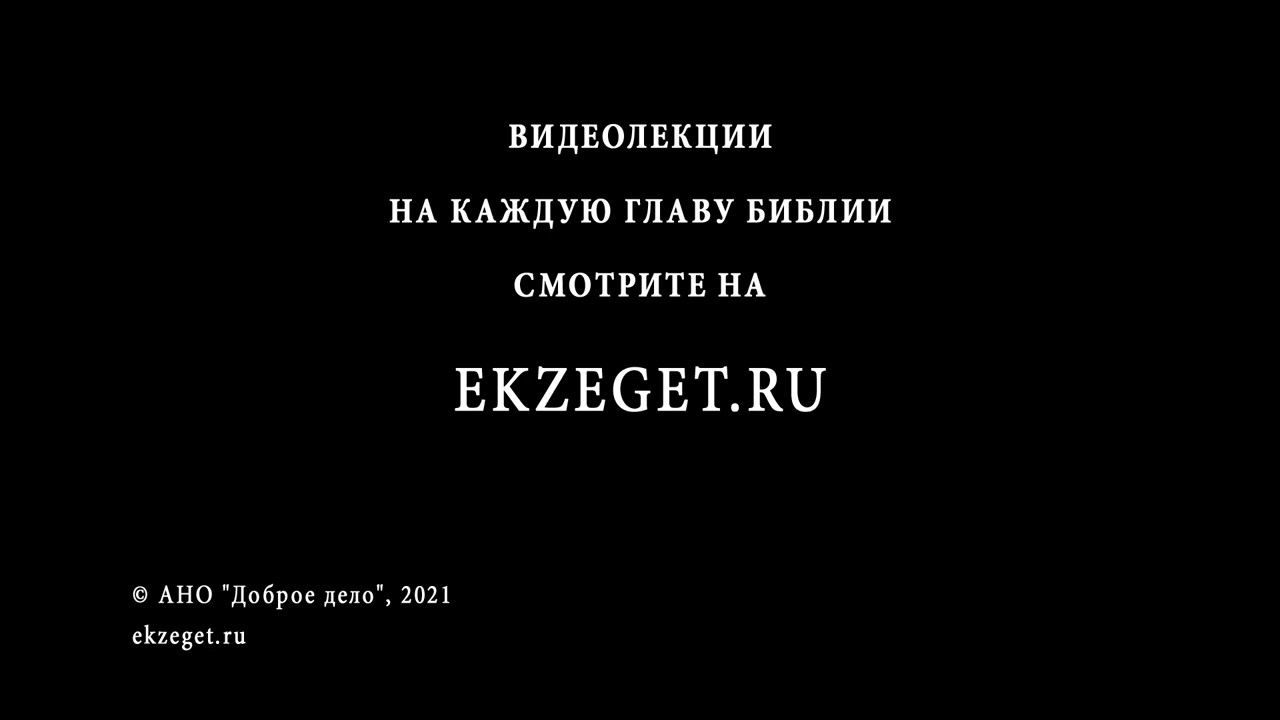 ВИДЕОЛЕКЦИИ
НА КАЖДУЮ ГЛАВУ БИБЛИИ
СМОТРИТЕ НА
EKZEGET.RU
© АНО "Доброе дело", 2021
ekzeget.ru